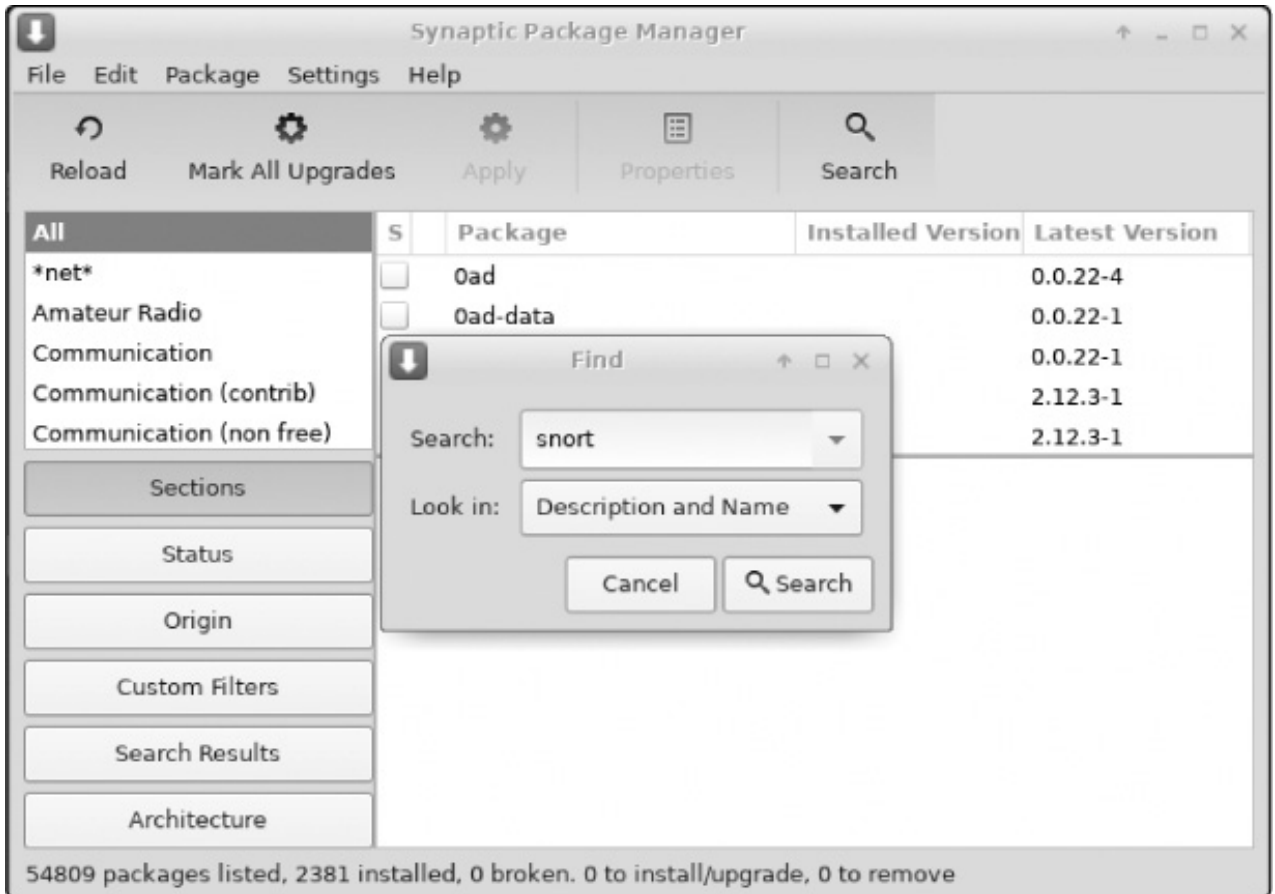 Synaptic Package Manager
File Edit Package Settings Help
Reload Mark All Upgrades Apply Properties Search
All
*net*
Amateur Radio
Communication
Communication (contrib)
Communication (non free)
Sections
Status
Origin
Custom Filters
Search Results
Architecture
S Package Installed Version Latest Version
0ad 0.0.22-4
0ad-data 0.0.22-1
0.0.22-1
2.12.3-1
2.12.3-1
Find
Search: snort
Look in: Description and Name
Cancel Search
54809 packages listed, 2381 installed, 0 broken. 0 to install/upgrade, 0 to remove